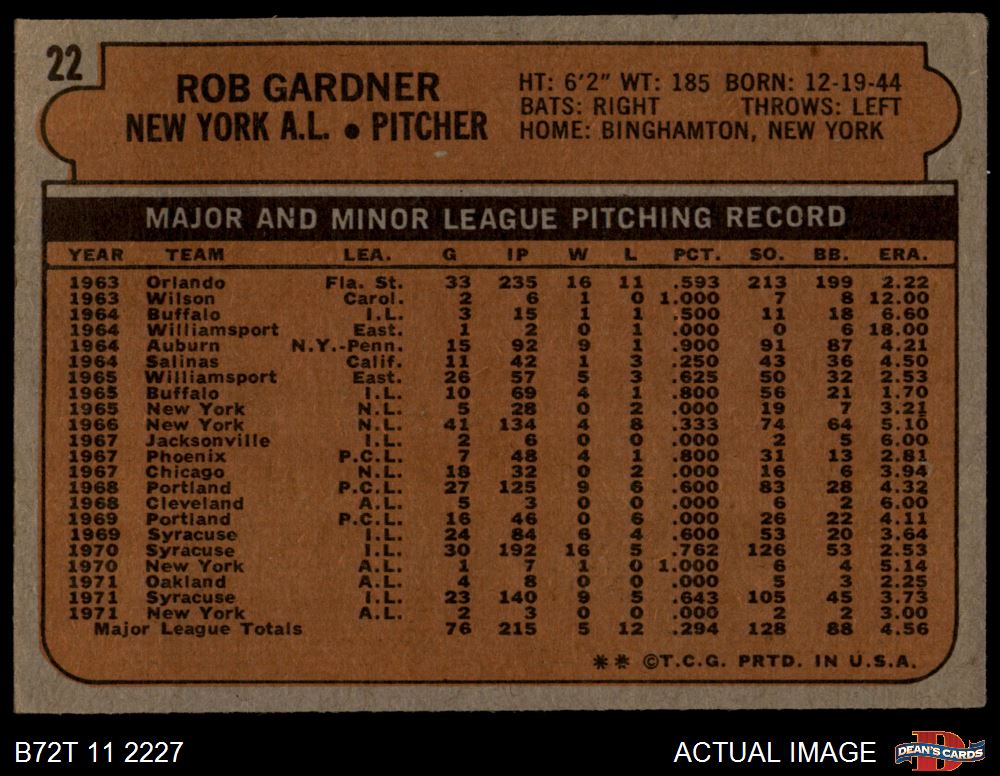 22
ROB GARDNER
NEW YORK A.L. ● PITCHER
HT: 6'2" WT: 185 BORN: 12-19-44
BATS: RIGHT THROWS: LEFT
HOME: BINGHAMTON, NEW YORK
MAJOR AND MINOR LEAGUE PITCHING RECORD
YEAR TEAM LEA. G IP W L PCT. SO. BB. ERA.
1963 Orlando Fla. St. 33 235 16 11 .593 213 199 2.22
1963 Wilson Carol. 2 6 1 0 1.000 7 8 12.00
1964 Buffalo I.L. 3 15 1 1 .500 11 18 6.60
1964 Williamsport East. 1 2 0 1 .000 0 6 18.00
1964 Auburn N.Y.-Penn. 15 92 9 1 .900 91 87 4.21
1964 Salinas Calif. 11 42 1 3 .250 43 36 4.50
1965 Williamsport East. 26 57 5 3 .625 50 32 2.53
1965 Buffalo I.L. 10 69 4 1 .800 56 21 1.70
1965 New York N.L. 5 28 0 2 .000 19 7 3.21
1966 New York N.L. 41 134 4 8 .333 74 64 5.10
1967 Jacksonville I.L. 2 6 0 0 .000 2 5 6.00
1967 Phoenix P.C.L. 7 48 4 1 .800 31 13 2.81
1967 Chicago N.L. 18 32 0 2 .000 16 6 3.94
1968 Portland P.C.L. 27 125 9 6 .600 83 28 4.32
1968 Cleveland A.L. 5 3 0 0 .000 6 2 6.00
1969 Portland P.C.L. 16 46 0 6 .000 26 22 4.11
1969 Syracuse I.L. 24 84 6 4 .600 53 20 3.64
1970 Syracuse I.L. 30 192 16 5 .762 126 53 2.53
1970 New York A.L. 1 7 1 0 1.000 6 4 5.14
1971 Oakland A.L. 4 8 0 0 .000 5 3 2.25
1971 Syracuse I.L. 23 140 9 5 .643 105 45 3.73
1971 New York A.L. 2 3 0 0 .000 2 2 3.00
Major League Totals 76 215 5 12 .294 128 88 4.56
** ©T.C.G. PRTD. IN U.S.A.
B72T 11 2227
ACTUAL IMAGE
D
DEAN'S CARDS